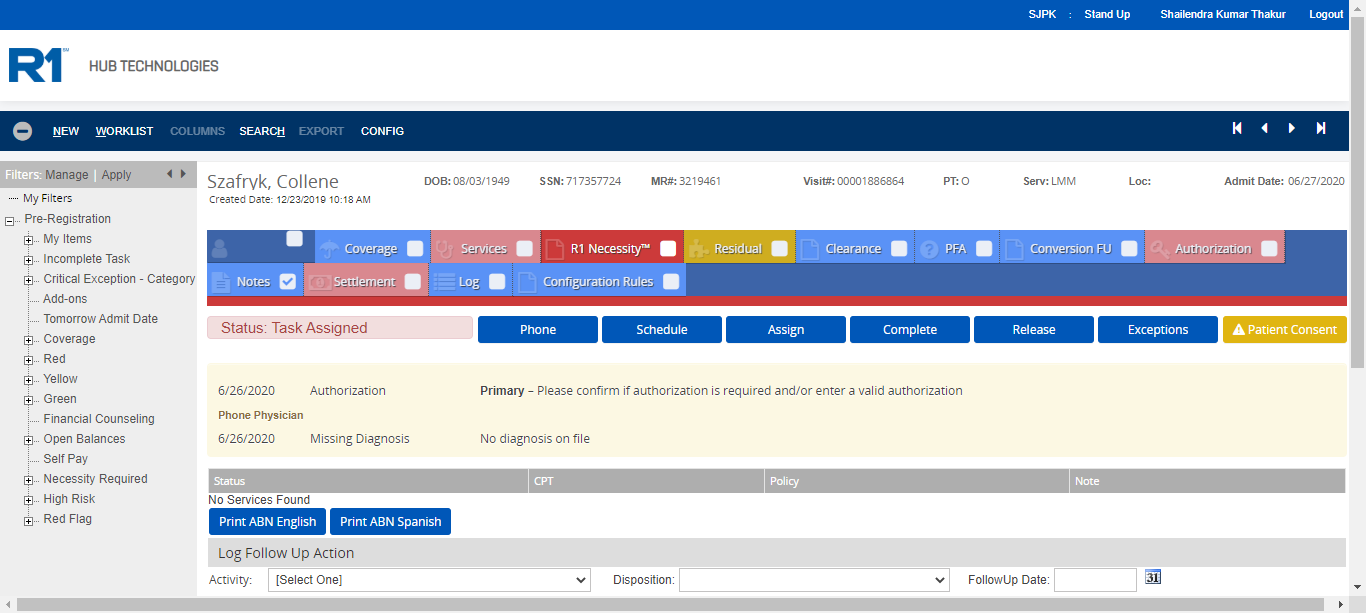 SJPK : Stand Up Shailendra Kumar Thakur Logout
R1 HUB TECHNOLOGIES
NEW WORKLIST COLUMNS SEARCH EXPORT CONFIG
Filters: Manage | Apply
My Filters
Pre-Registration
My Items
Incomplete Task
Critical Exception - Category
Add-ons
Tomorrow Admit Date
Coverage
Red
Yellow
Green
Financial Counseling
Open Balances
Self Pay
Necessity Required
High Risk
Red Flag
Szafryk, Collene DOB: 08/03/1949 SSN: 717357724 MR#: 3219461 Visit#: 00001886864 PT: O Serv: LMM Loc: Admit Date: 06/27/2020
Created Date: 12/23/2019 10:18 AM
Coverage Services R1 Necessity™ Residual Clearance PFA Conversion FU Authorization
Notes Settlement Log Configuration Rules
Status: Task Assigned Phone Schedule Assign Complete Release Exceptions Patient Consent
6/26/2020 Authorization Primary – Please confirm if authorization is required and/or enter a valid authorization
Phone Physician
6/26/2020 Missing Diagnosis No diagnosis on file
Status CPT Policy Note
No Services Found
Print ABN English Print ABN Spanish
Log Follow Up Action
Activity: [Select One] Disposition: FollowUp Date: 31